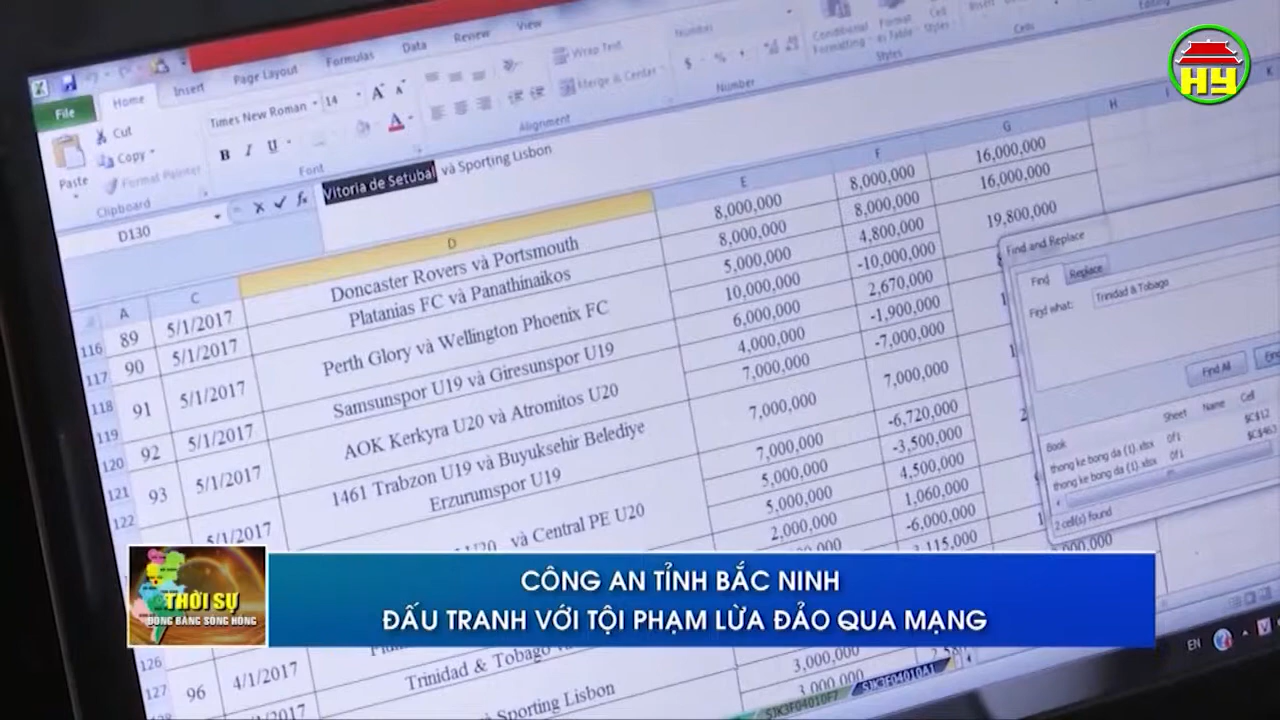 HY
File
Home
Insert
Page Layout
Formulas
Data
Review
View
Cut
Copy
Format Painter
Paste
Clipboard
Times New Roman
14
B I U
Font
Wrap Text
Merge & Center
Alignment
Number
$ %
Number
Conditional Formatting
Format as Table
Cell Styles
Styles
Insert
Cells
Editing
D130
fx
Vitoria de Setubal và Sporting Lisbon
A C D E F G H K
116 89 5/1/2017 Doncaster Rovers và Portsmouth 8,000,000 8,000,000 16,000,000
117 90 5/1/2017 Platanias FC và Panathinaikos 8,000,000 8,000,000 16,000,000
118 91 5/1/2017 Perth Glory và Wellington Phoenix FC 5,000,000 4,800,000 19,800,000
10,000,000 -10,000,000
119 92 5/1/2017 Samsunspor U19 và Giresunspor U19 6,000,000 2,670,000
120 93 5/1/2017 AOK Kerkyra U20 và Atromitos U20 4,000,000 -1,900,000
121 7,000,000 -7,000,000
122 5/1/2017 1461 Trabzon U19 và Buyuksehir Belediye
Erzurumspor U19 7,000,000 7,000,000
7,000,000 -6,720,000
5,000,000 -3,500,000
và Central PE U20 5,000,000 4,500,000
2,000,000 1,060,000
-6,000,000
126
127 96 4/1/2017 Trinidad & Tobago
Sporting Lisbon 3,000,000
3,000,000
Find and Replace
Find Replace
Find what: Trinidad & Tobago
Find All
Book Sheet Name Cell
thong ke bong da (1).xlsx 0f1 $C$12
thong ke bong da (1).xlsx 0f1 $C$463
2 cell(s) found
SJK3F04010F7
SJK3F04010A1
EN
THỜI SỰ
ĐỒNG BẰNG SÔNG HỒNG
CÔNG AN TỈNH BẮC NINH
ĐẤU TRANH VỚI TỘI PHẠM LỪA ĐẢO QUA MẠNG